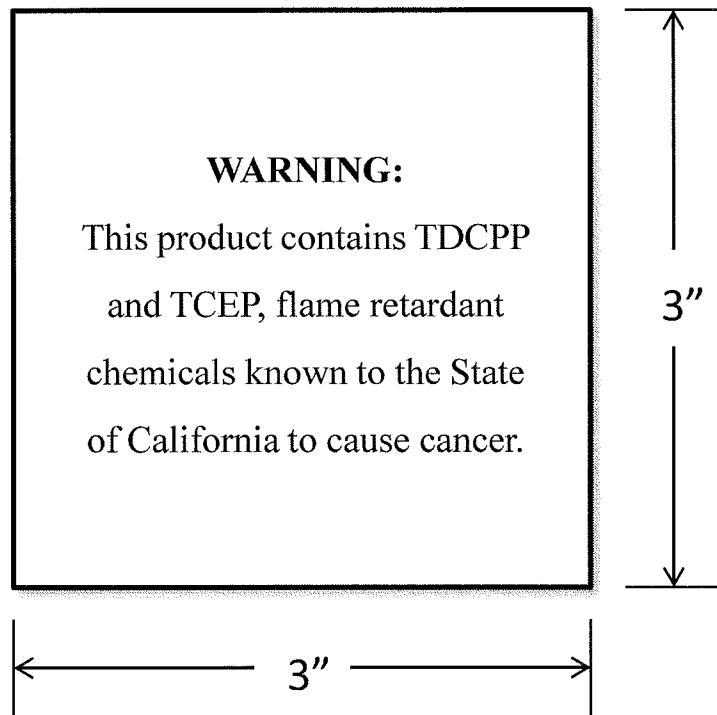 WARNING:
This product contains TDCPP
and TCEP, flame retardant
chemicals known to the State
of California to cause cancer.
3”
3”